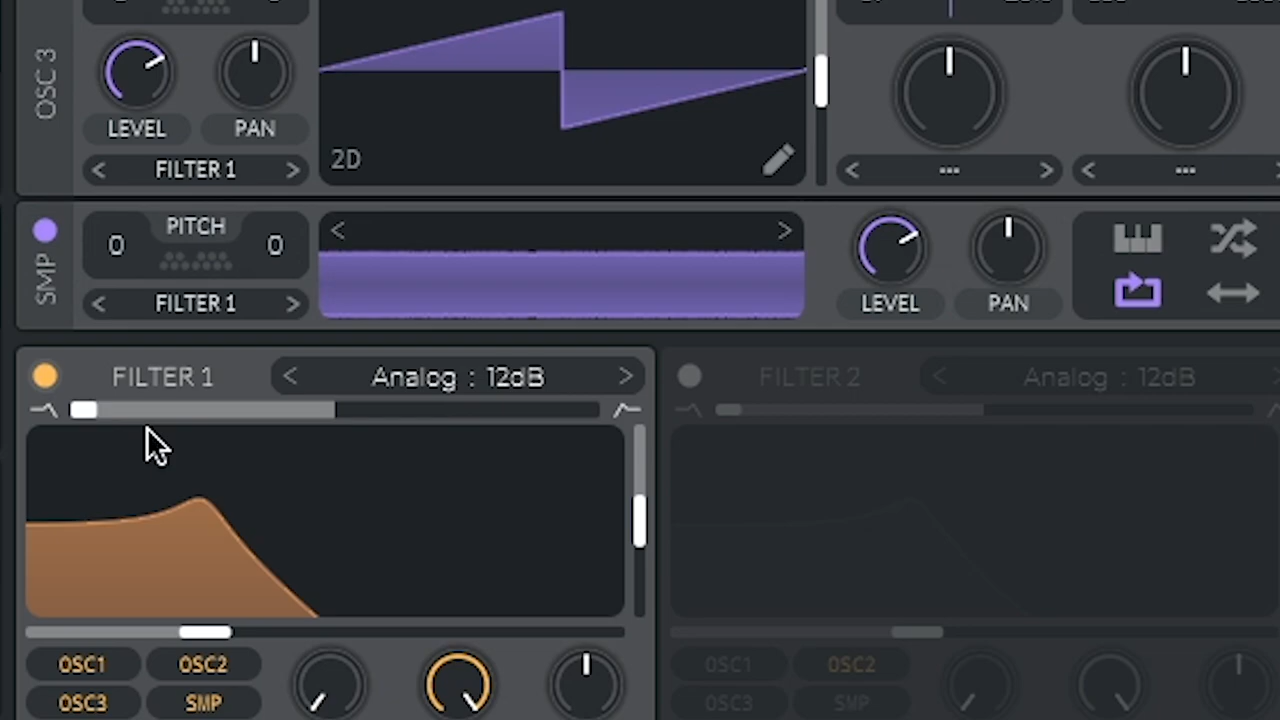 OSC 3
LEVEL
PAN
< FILTER 1 >
2D
< --- >
< ---
SMP
0 PITCH 0
< FILTER 1 >
< >
LEVEL
PAN
FILTER 1
< Analog : 12dB >
FILTER 2
< Analog : 12dB
OSC1
OSC2
OSC3
SMP
OSC1
OSC2
OSC3
SMP